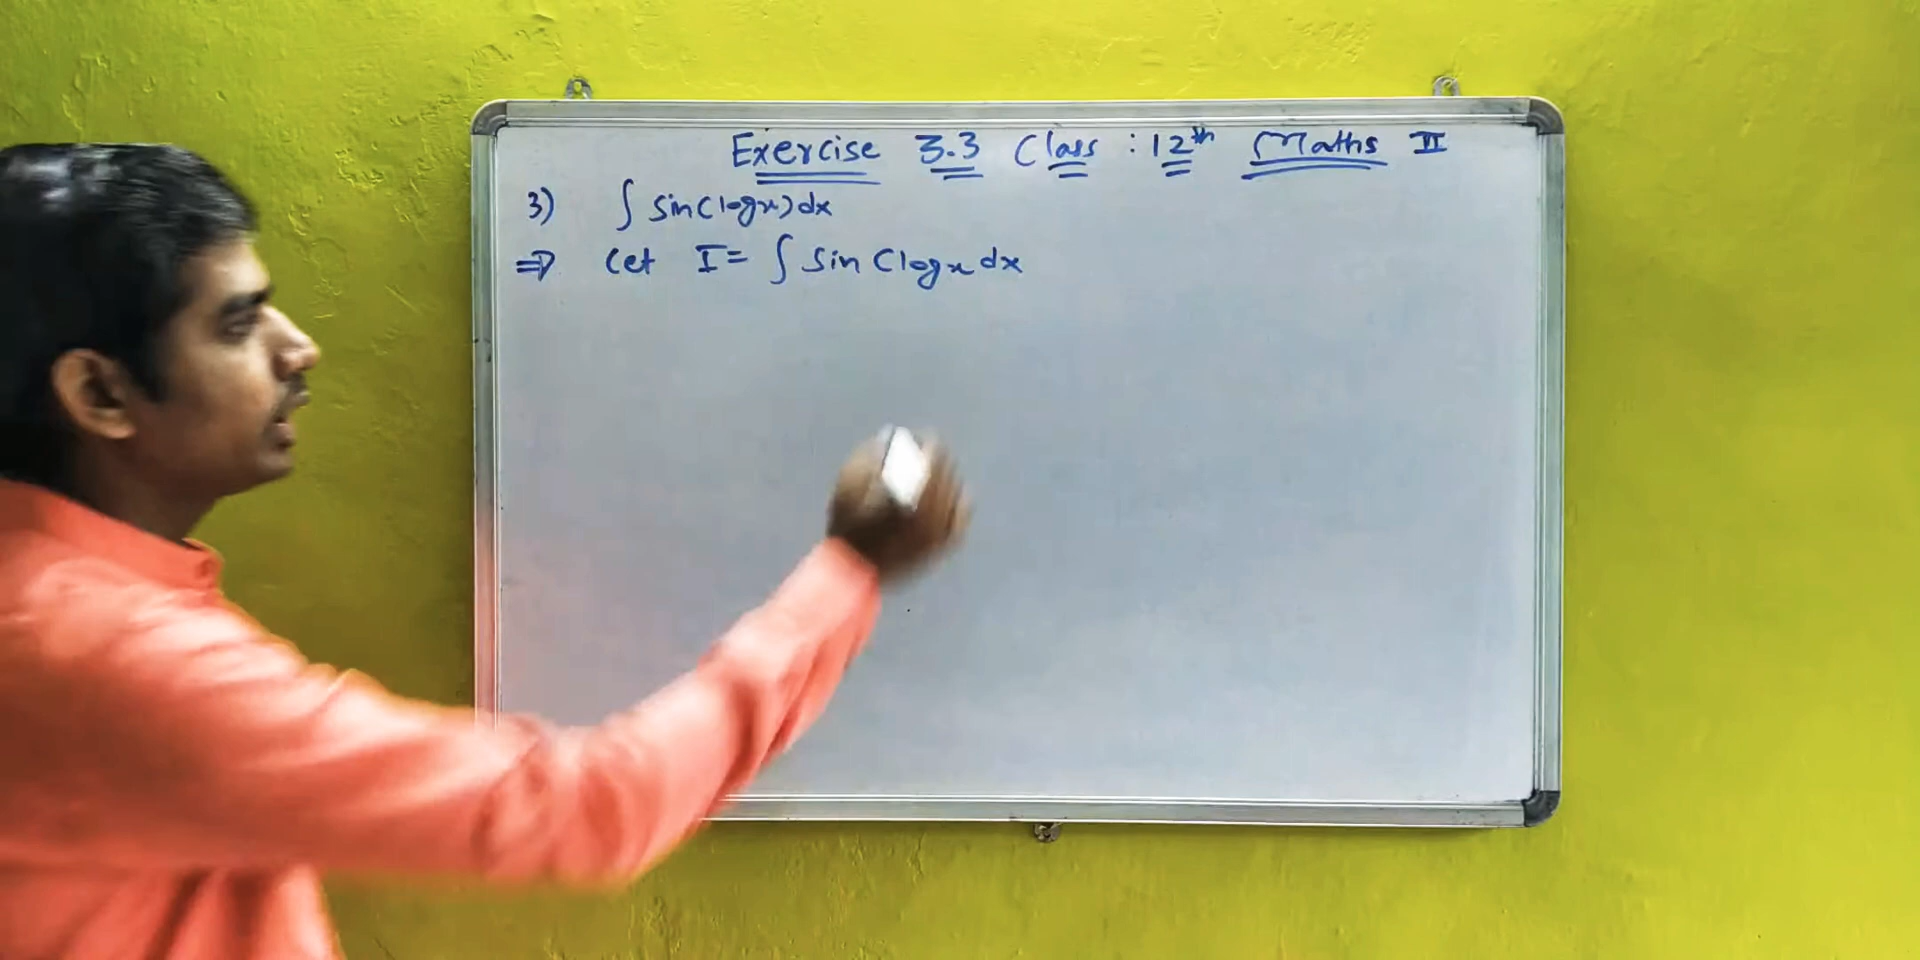 Exercise 3.3 Class : 12th Maths II
3) ∫ sin(logx)dx
⇒ Let I = ∫ sin (logx dx